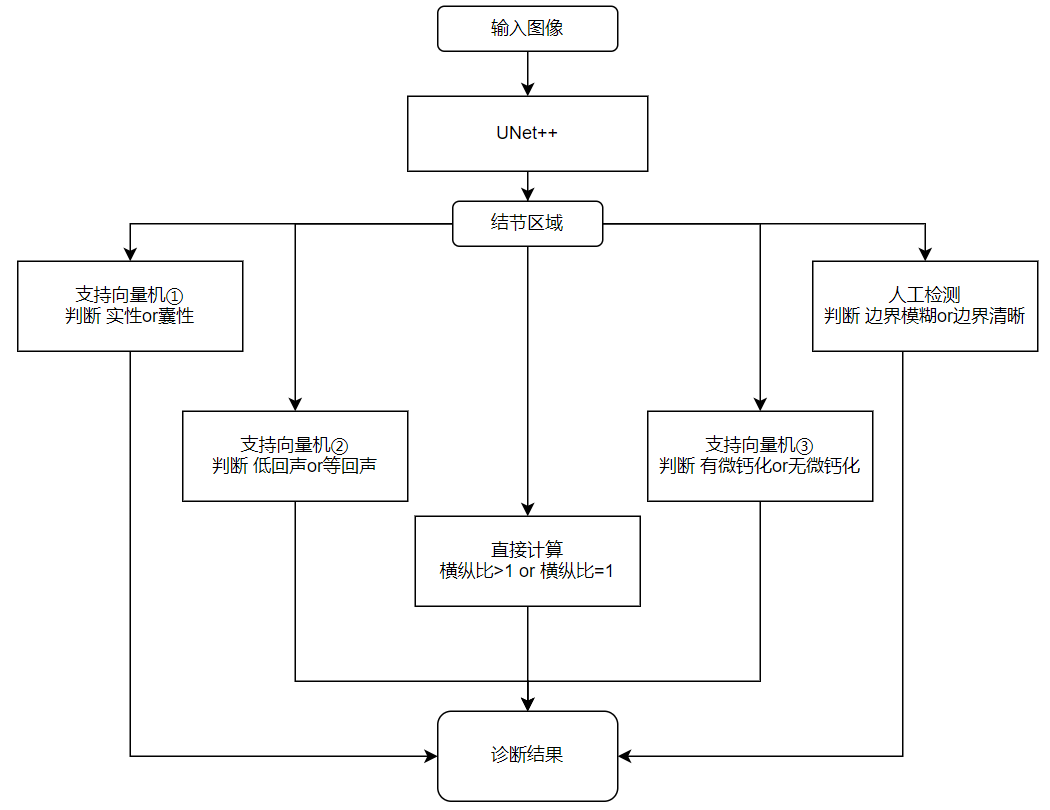 输入图像
UNet++
结节区域
支持向量机①
判断 实性or囊性
人工检测
判断 边界模糊or边界清晰
支持向量机②
判断 低回声or等回声
支持向量机③
判断 有微钙化or无微钙化
直接计算
横纵比>1 or 横纵比=1
诊断结果